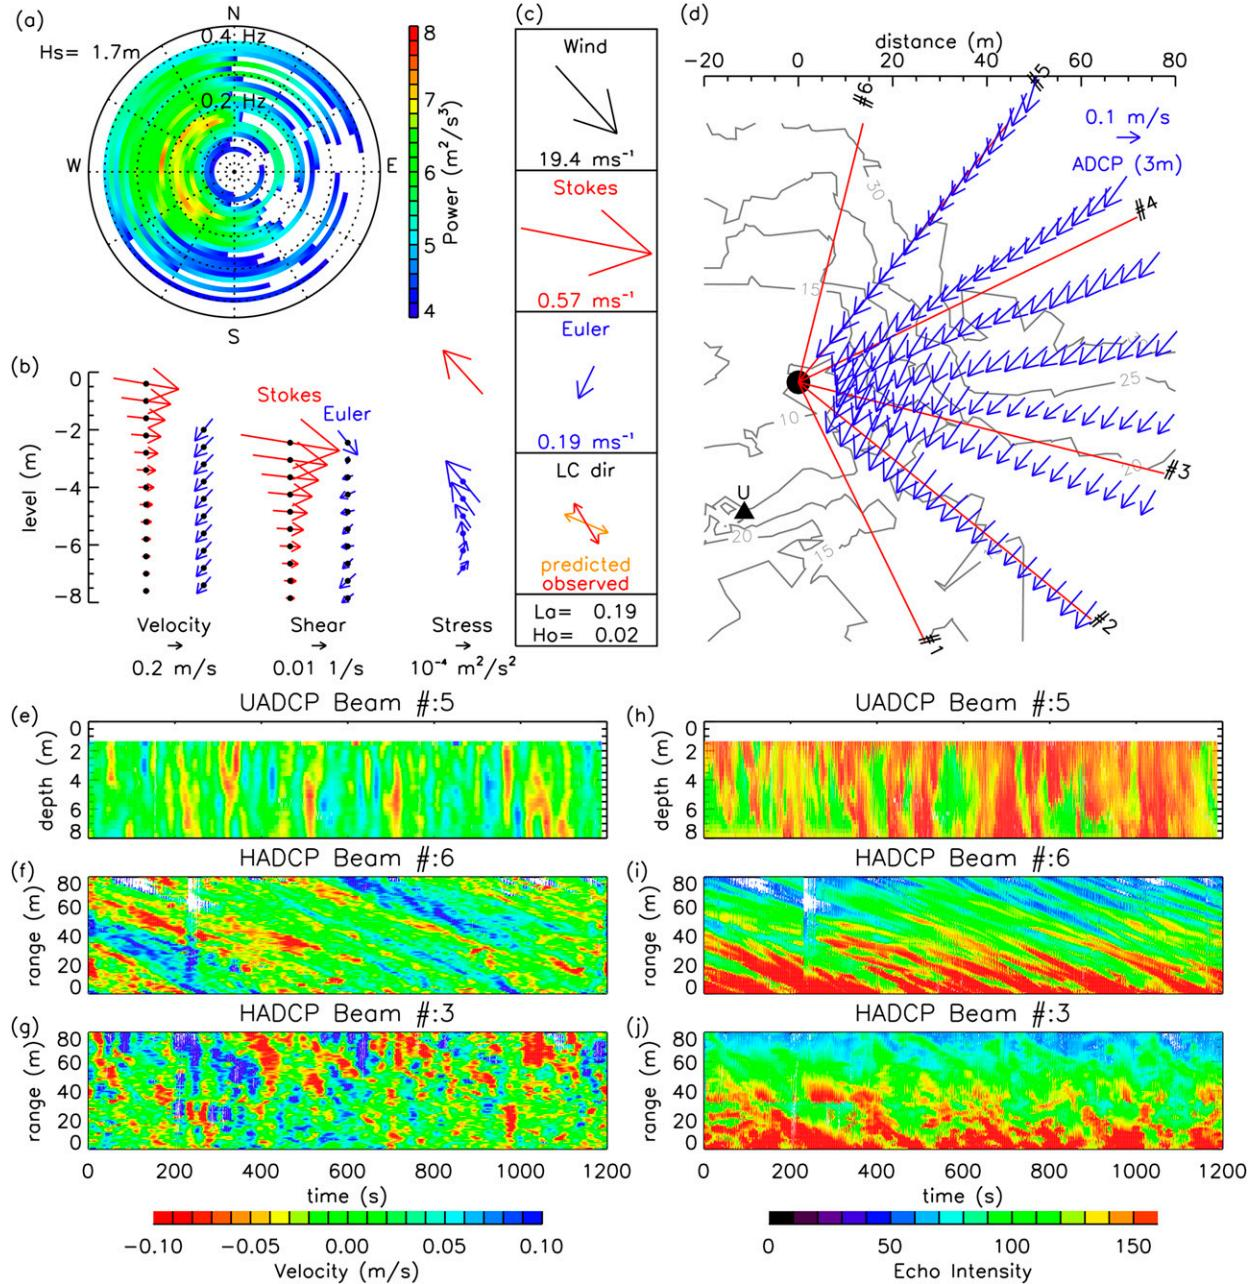 (a)
N
0.4 Hz
Hs= 1.7m
0.2 Hz
W
E
S
8
7
6
5
4
Power (m²/s³)
(b)
0
−2
−4
−6
−8
level (m)
Stokes
Euler
Velocity
0.2 m/s
Shear
0.01 1/s
Stress
10⁻⁴ m²/s²
(c)
Wind
19.4 ms⁻¹
Stokes
0.57 ms⁻¹
Euler
0.19 ms⁻¹
LC dir
predicted
observed
La= 0.19
Ho= 0.02
(d)
distance (m)
−20 0 20 40 60 80
#6
#5
0.1 m/s
ADCP (3m)
#4
30
15
15
25
10
#3
20
U
20
15
#2
#1
(e)
UADCP Beam #:5
0
2
4
6
8
depth (m)
(h)
UADCP Beam #:5
0
2
4
6
8
depth (m)
(f)
HADCP Beam #:6
80
60
40
20
0
range (m)
(i)
HADCP Beam #:6
80
60
40
20
0
range (m)
(g)
HADCP Beam #:3
80
60
40
20
0
range (m)
0 200 400 600 800 1000 1200
time (s)
(j)
HADCP Beam #:3
80
60
40
20
0
range (m)
0 200 400 600 800 1000 1200
time (s)
−0.10 −0.05 0.00 0.05 0.10
Velocity (m/s)
0 50 100 150
Echo Intensity